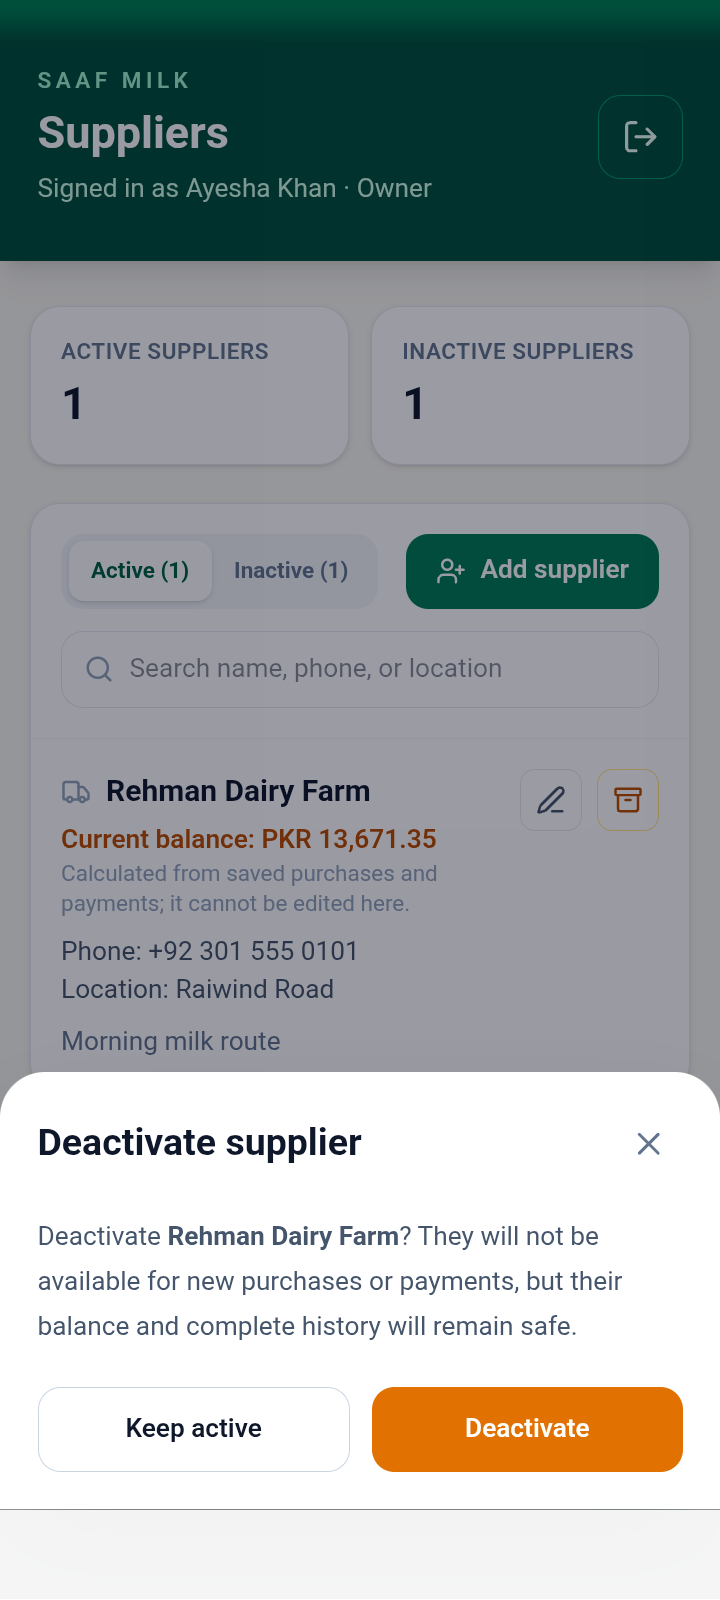 SAAF MILK
Suppliers
Signed in as Ayesha Khan · Owner
ACTIVE SUPPLIERS
1
INACTIVE SUPPLIERS
1
Active (1)
Inactive (1)
Add supplier
Search name, phone, or location
Rehman Dairy Farm
Current balance: PKR 13,671.35
Calculated from saved purchases and
payments; it cannot be edited here.
Phone: +92 301 555 0101
Location: Raiwind Road
Morning milk route
Deactivate supplier
Deactivate Rehman Dairy Farm? They will not be
available for new purchases or payments, but their
balance and complete history will remain safe.
Keep active
Deactivate